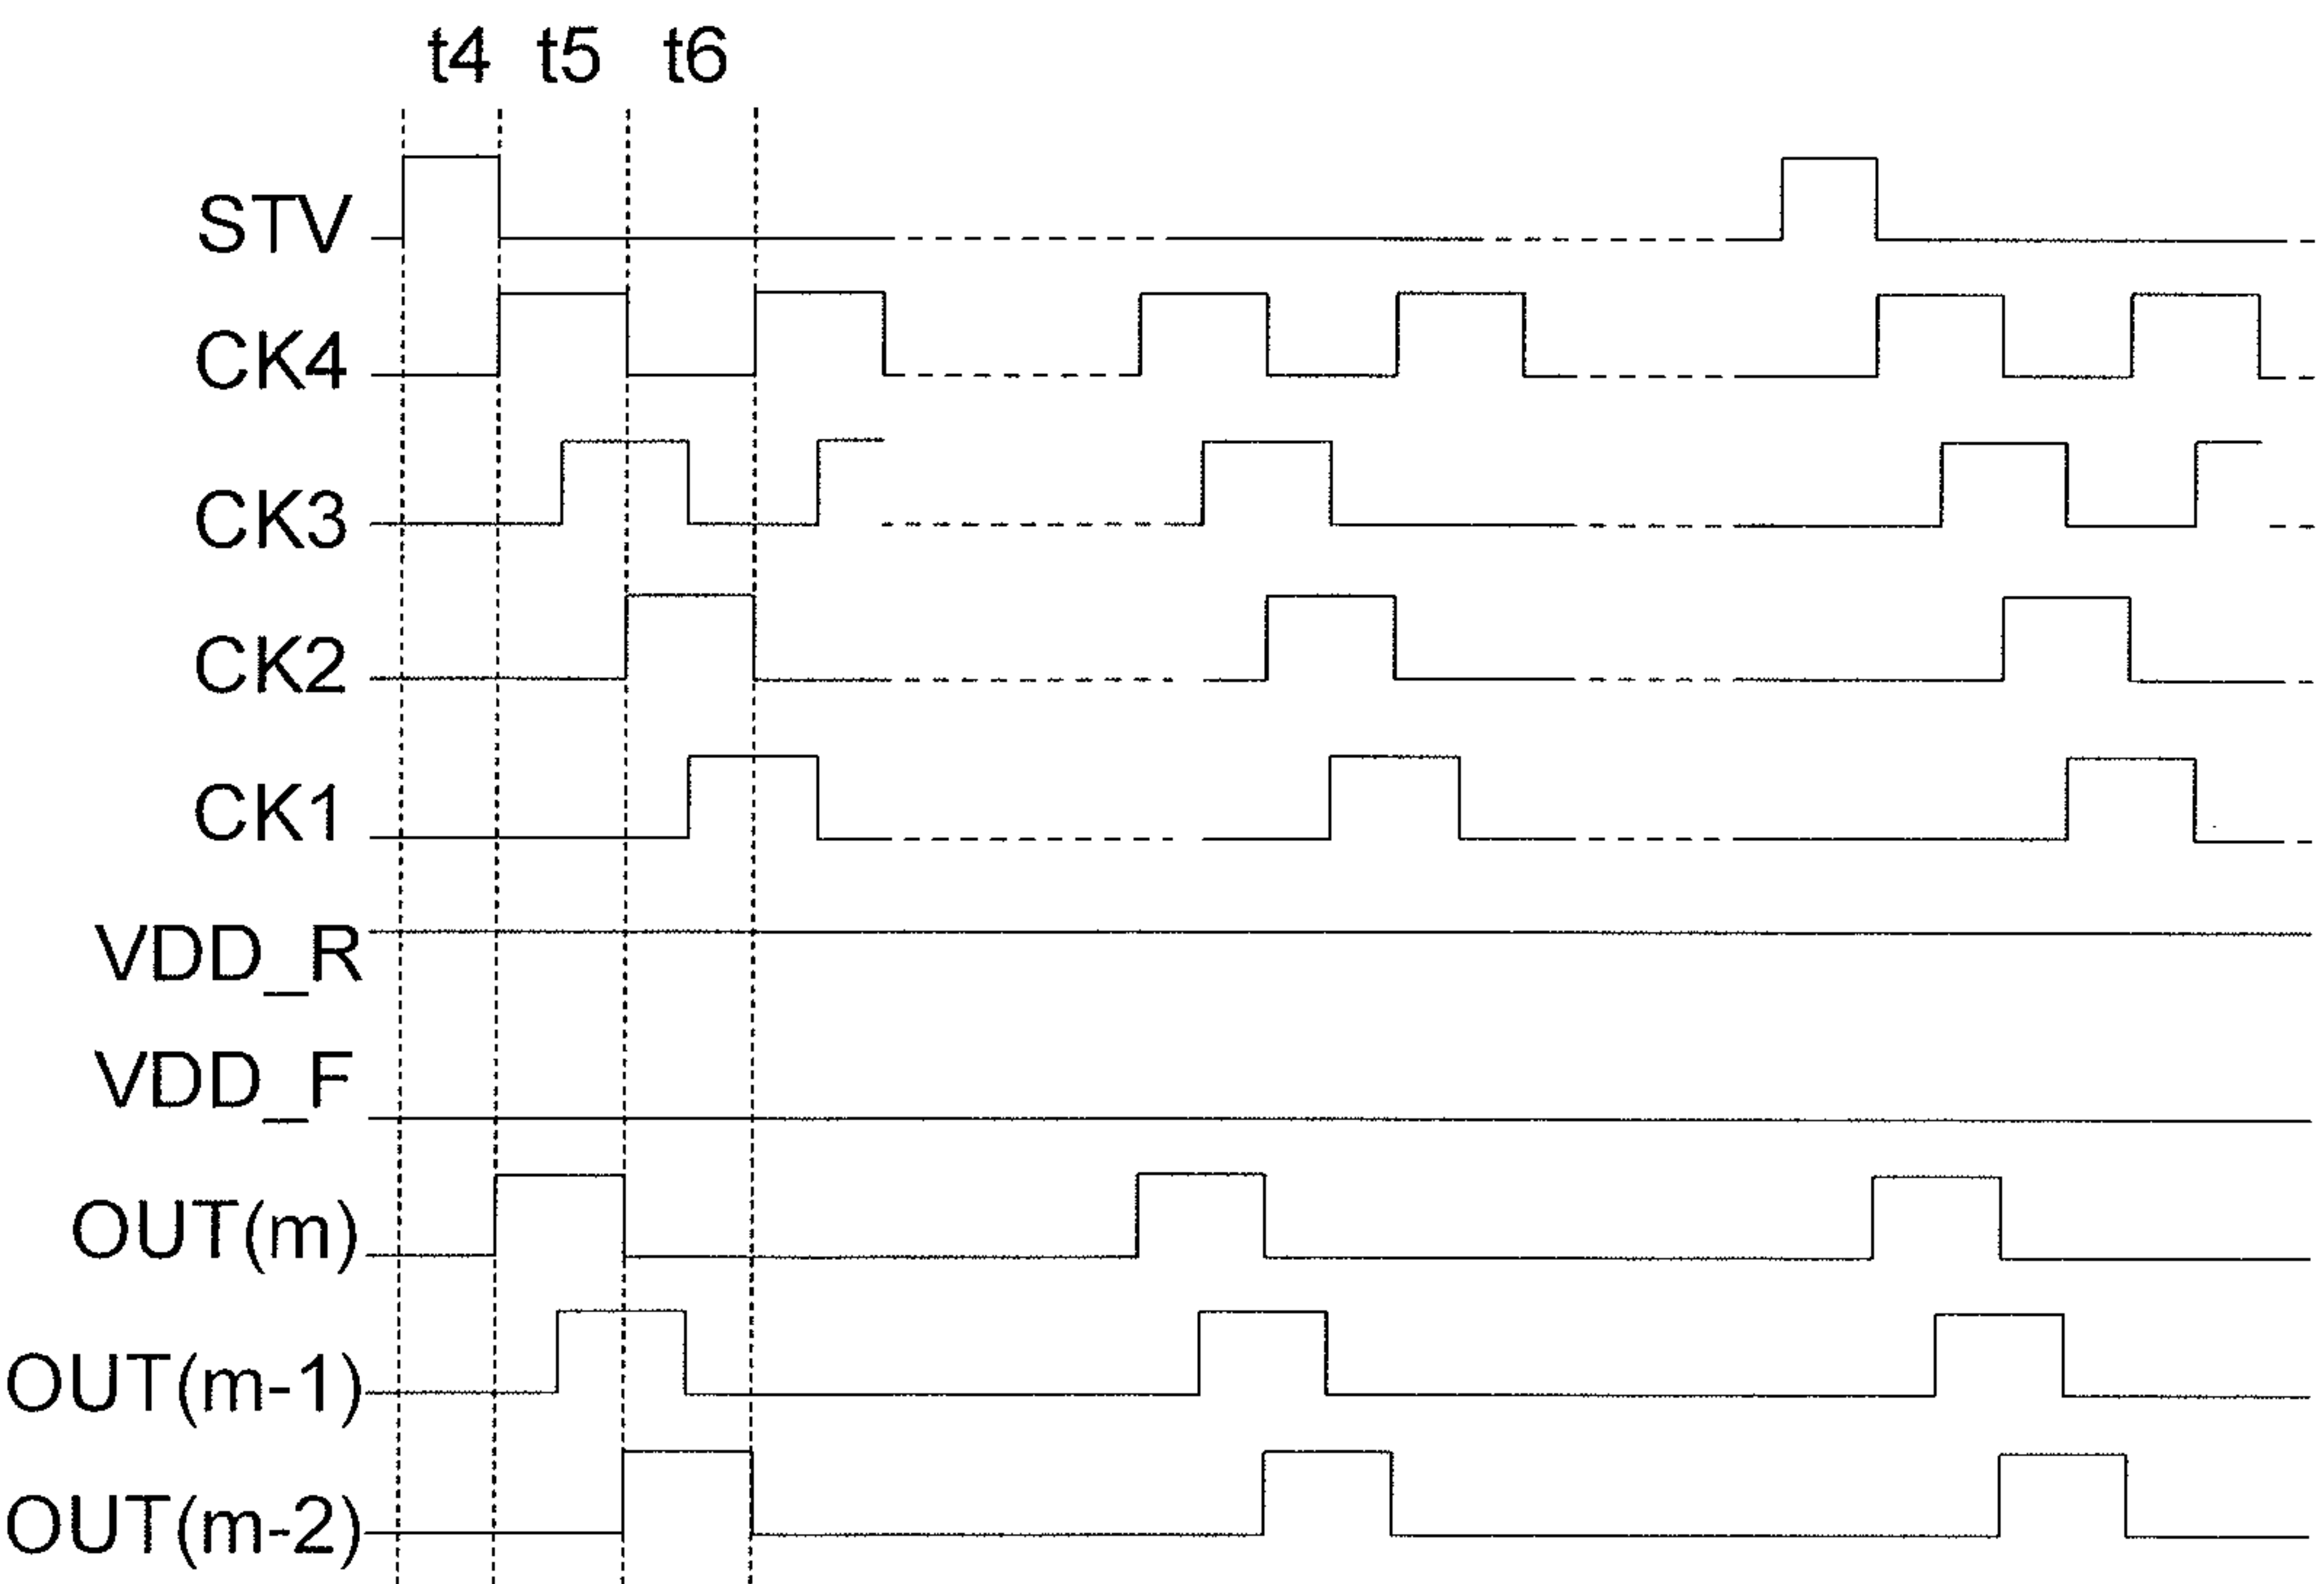 t4 t5 t6
STV
CK4
CK3
CK2
CK1
VDD_R
VDD_F
OUT(m)
OUT(m-1)
OUT(m-2)